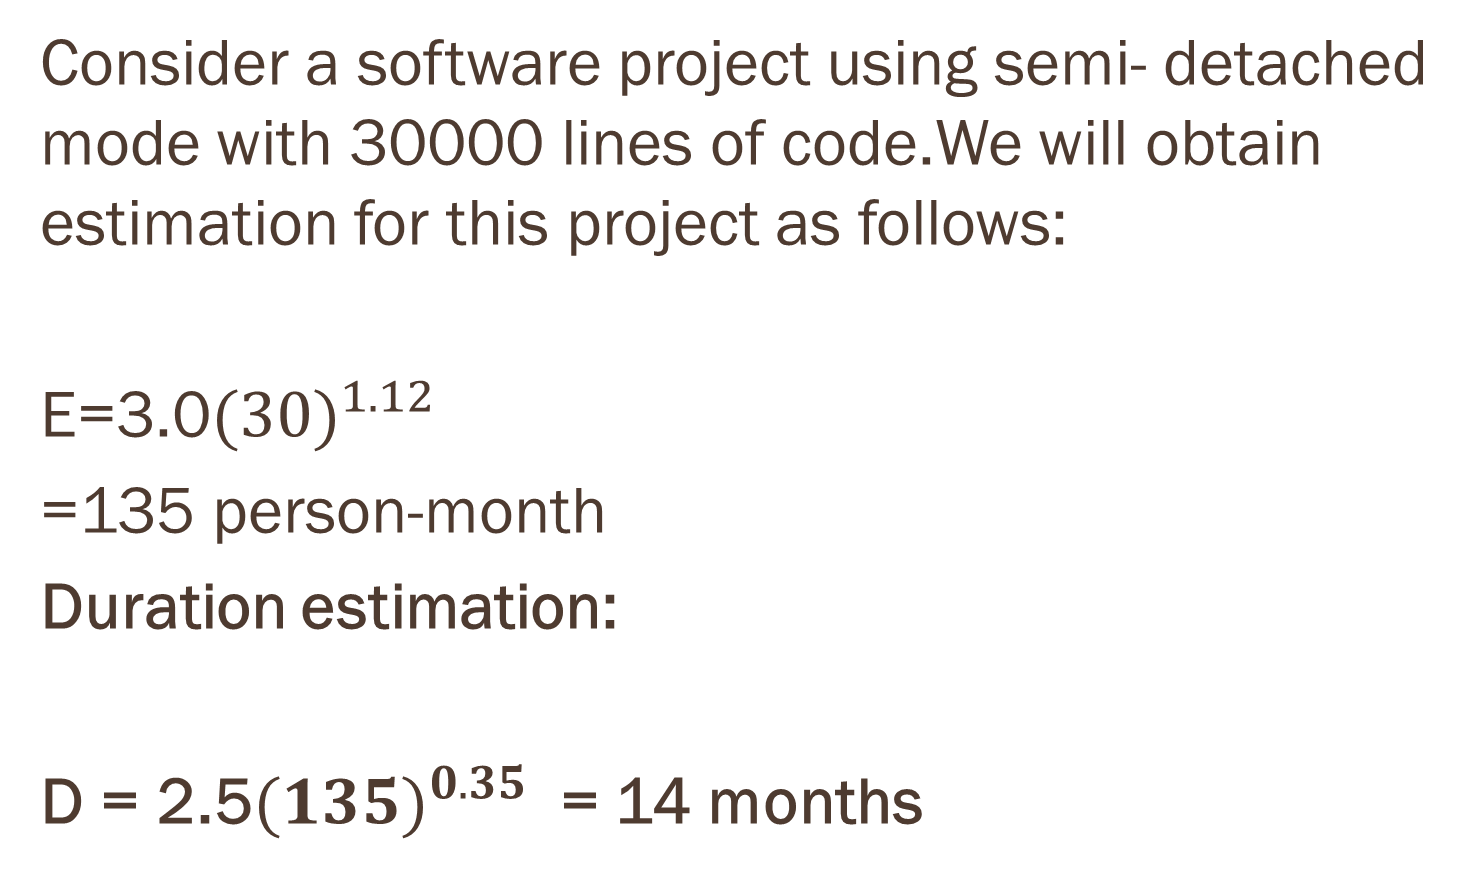 Consider a software project using semi- detached
mode with 30000 lines of code.We will obtain
estimation for this project as follows:
E=3.0(30)^1.12
=135 person-month
Duration estimation:
D = 2.5(135)^0.35 = 14 months